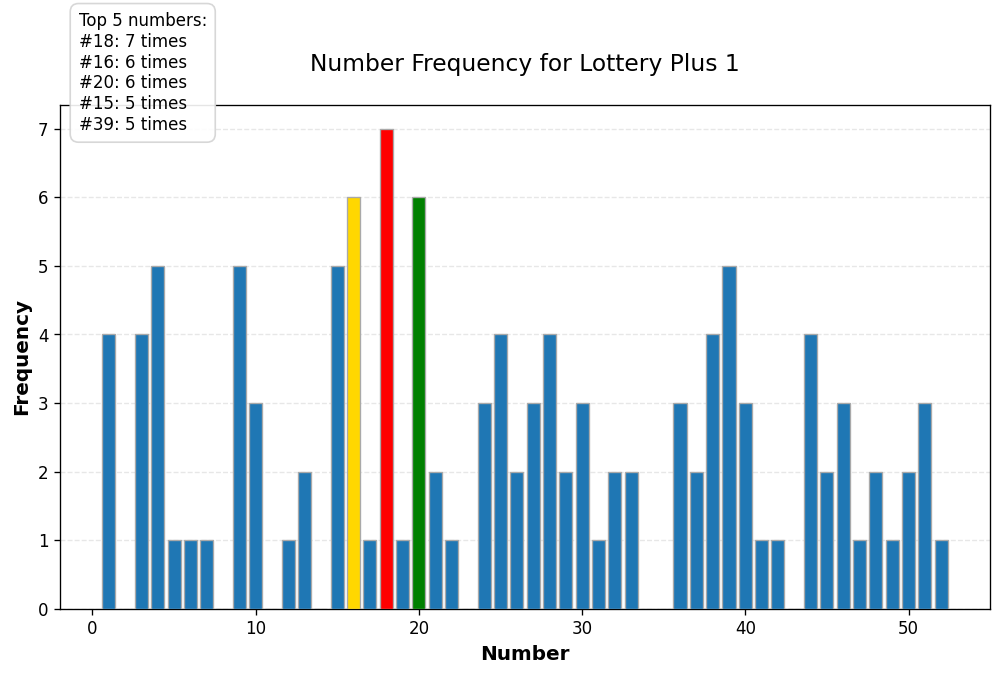 Top 5 numbers:
#18: 7 times
#16: 6 times
#20: 6 times
#15: 5 times
#39: 5 times
Number Frequency for Lottery Plus 1
Frequency
7
6
5
4
3
2
1
0
0 10 20 30 40 50
Number